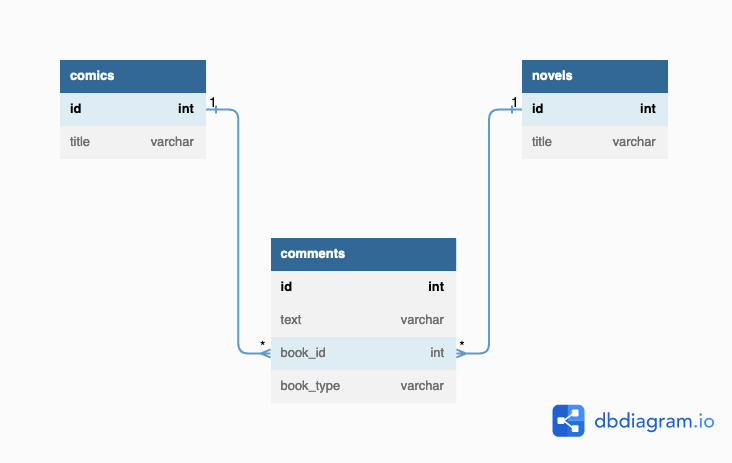 comics
id int
title varchar
1
novels
id int
title varchar
1
comments
id int
text varchar
* book_id int *
book_type varchar
dbdiagram.io